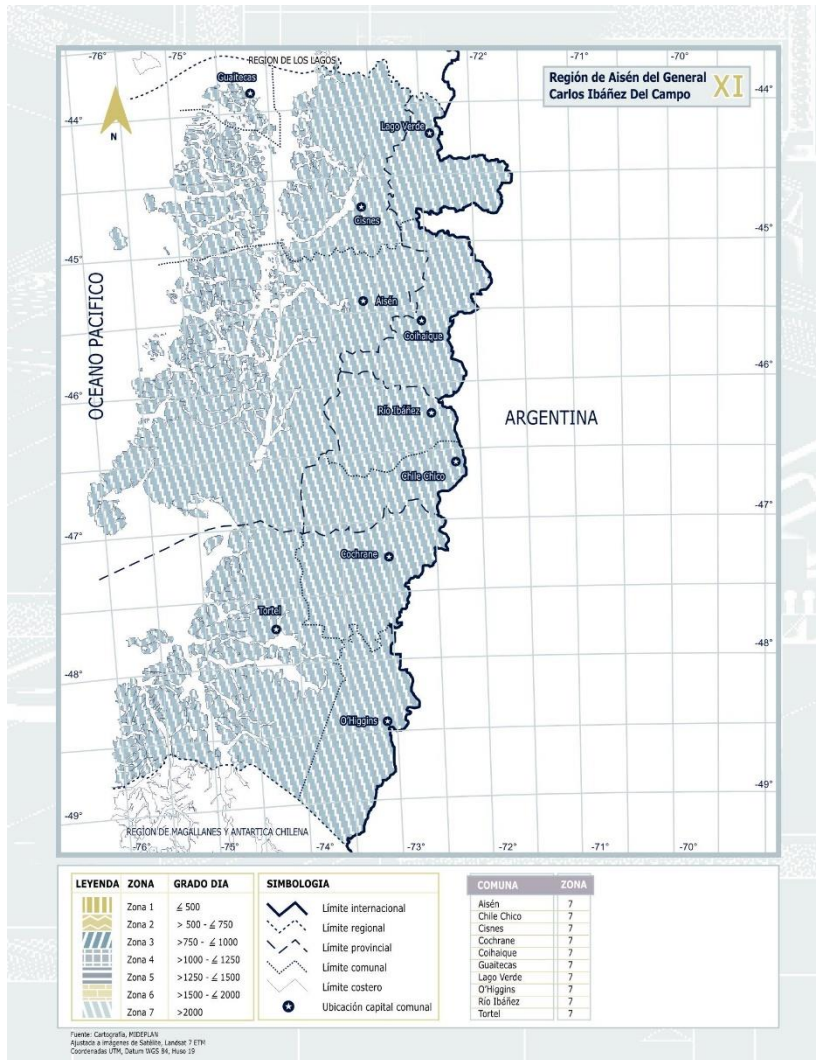 -76°
-75°
-72°
-71°
-70°
REGION DE LOS LAGOS
Guaitecas
Región de Aisén del General
Carlos Ibáñez Del Campo
XI
-44°
-44°
N
Lago Verde
Cisnes
-45°
-45°
OCEANO PACIFICO
Aisén
Coihaique
-46°
-46°
Río Ibáñez
ARGENTINA
Chile Chico
-47°
-47°
Cochrane
Tortel
-48°
-48°
O'Higgins
-49°
-49°
REGION DE MAGALLANES Y ANTARTICA CHILENA
-76°
-75°
-74°
-73°
-72°
-71°
-70°
LEYENDA ZONA GRADO DIA
Zona 1 ≤ 500
Zona 2 > 500 - ≤ 750
Zona 3 >750 - ≤ 1000
Zona 4 >1000 - ≤ 1250
Zona 5 >1250 - ≤ 1500
Zona 6 >1500 - ≤ 2000
Zona 7 >2000
SIMBOLOGIA
Límite internacional
Límite regional
Límite provincial
Límite comunal
Límite costero
Ubicación capital comunal
COMUNA ZONA
Aisén 7
Chile Chico 7
Cisnes 7
Cochrane 7
Coihaique 7
Guaitecas 7
Lago Verde 7
O'Higgins 7
Río Ibáñez 7
Tortel 7
Fuente: Cartografía, MIDEPLAN
Ajustada a imágenes de Satélite, Landsat 7 ETM
Coordenadas UTM, Datum WGS 84, Huso 19